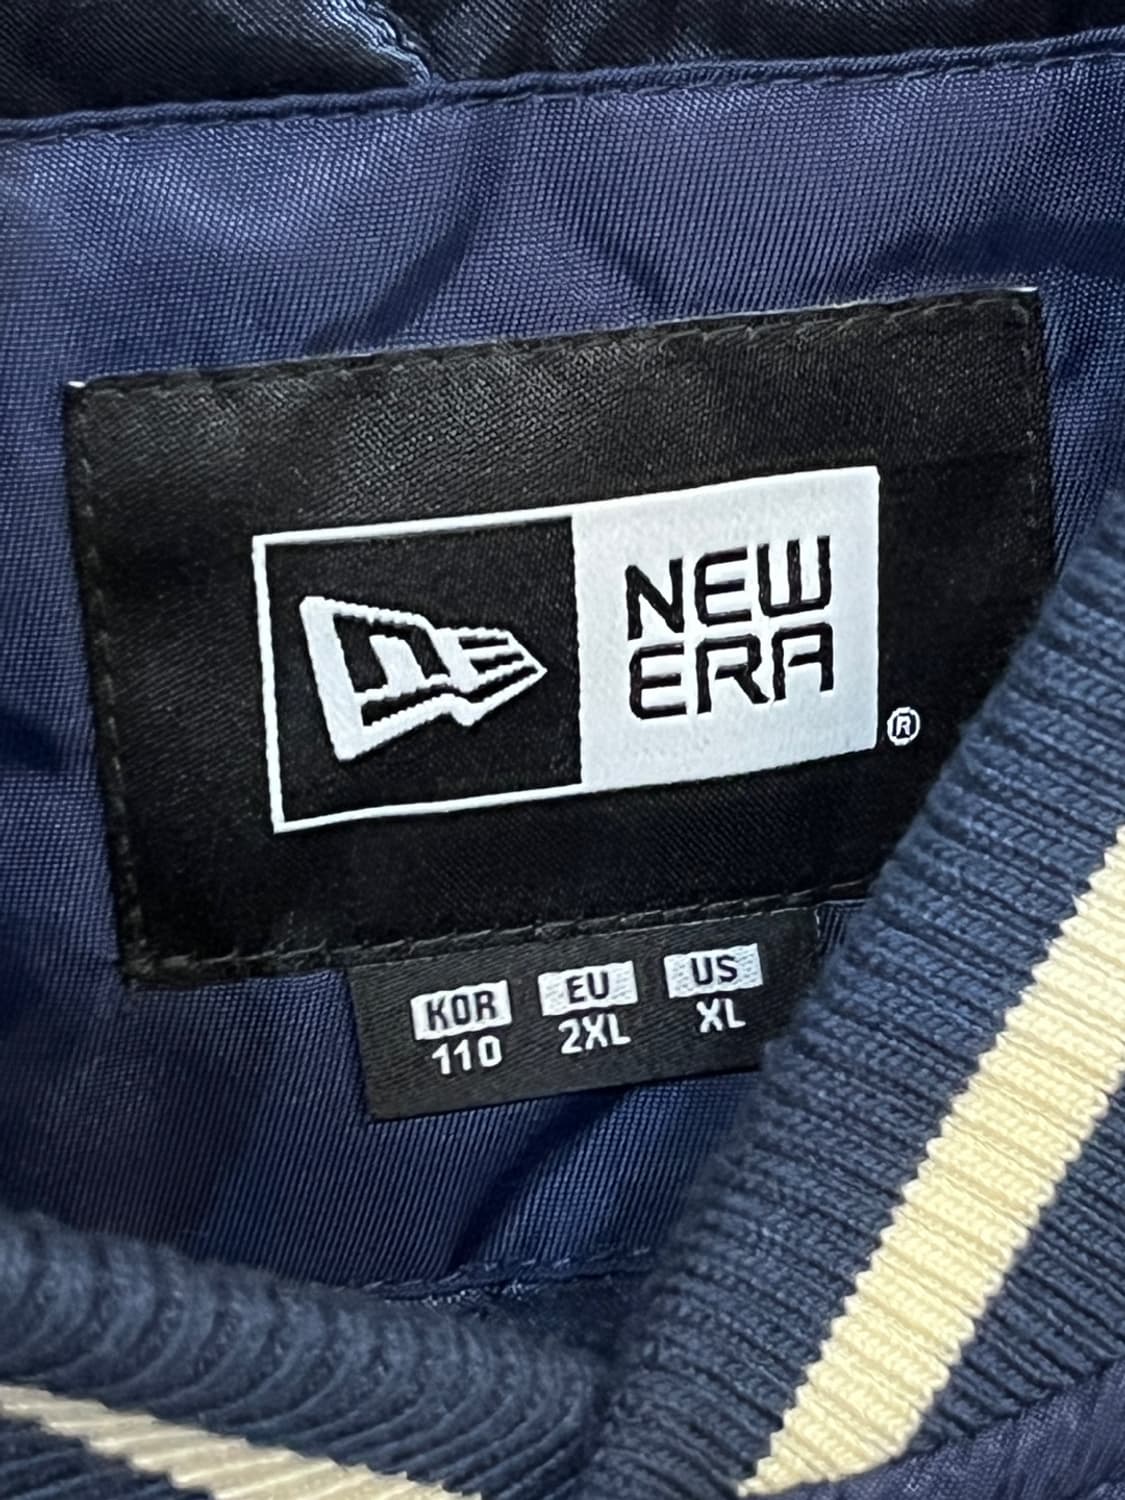 NEW
ERA
®
KOR EU US
110 2XL XL